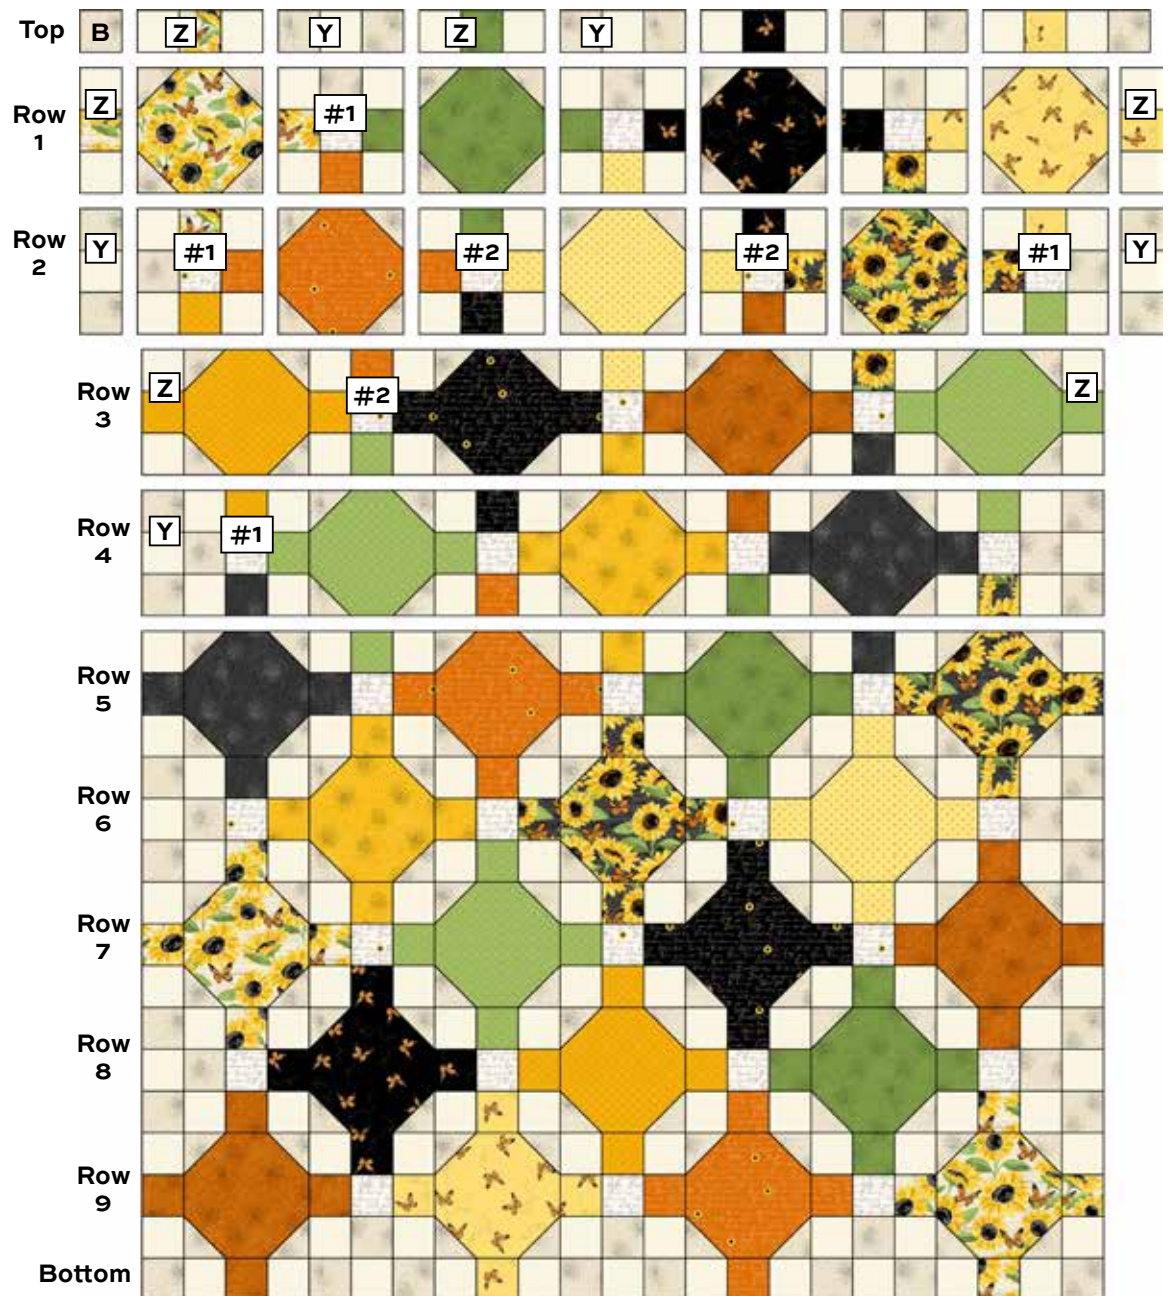 Top B Z Y Z Y
Row 1 Z #1 Z
Row 2 Y #1 #2 #2 #1 Y
Row 3 Z #2 Z
Row 4 Y #1
Row 5
Row 6
Row 7
Row 8
Row 9
Bottom